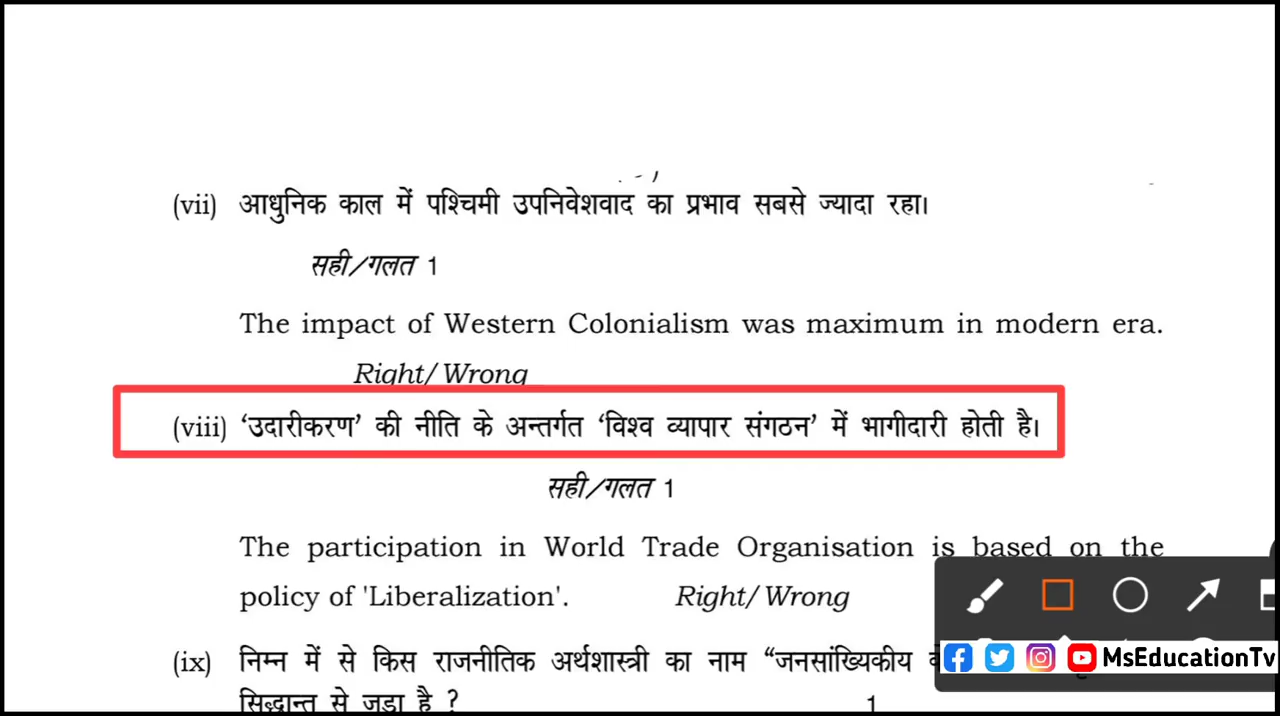 (vii) आधुनिक काल में पश्चिमी उपनिवेशवाद का प्रभाव सबसे ज्यादा रहा।
सही/गलत 1
The impact of Western Colonialism was maximum in modern era.
Right/Wrong
(viii) 'उदारीकरण' की नीति के अन्तर्गत 'विश्व व्यापार संगठन' में भागीदारी होती है।
सही/गलत 1
The participation in World Trade Organisation is based on the
policy of 'Liberalization'. Right/Wrong
(ix) निम्न में से किस राजनीतिक अर्थशास्त्री का नाम “जनसांख्यिकीय
सिद्धान्त से जुड़ा है ? 1
MsEducationTv